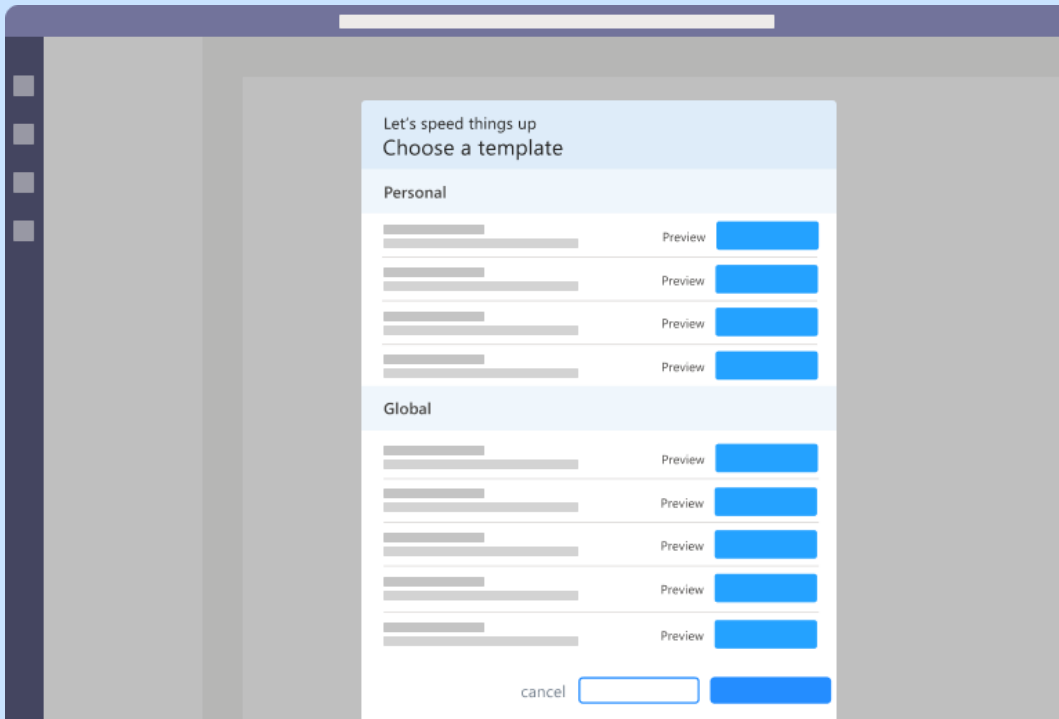 Let's speed things up
Choose a template
Personal
Preview
Preview
Preview
Preview
Global
Preview
Preview
Preview
Preview
Preview
cancel